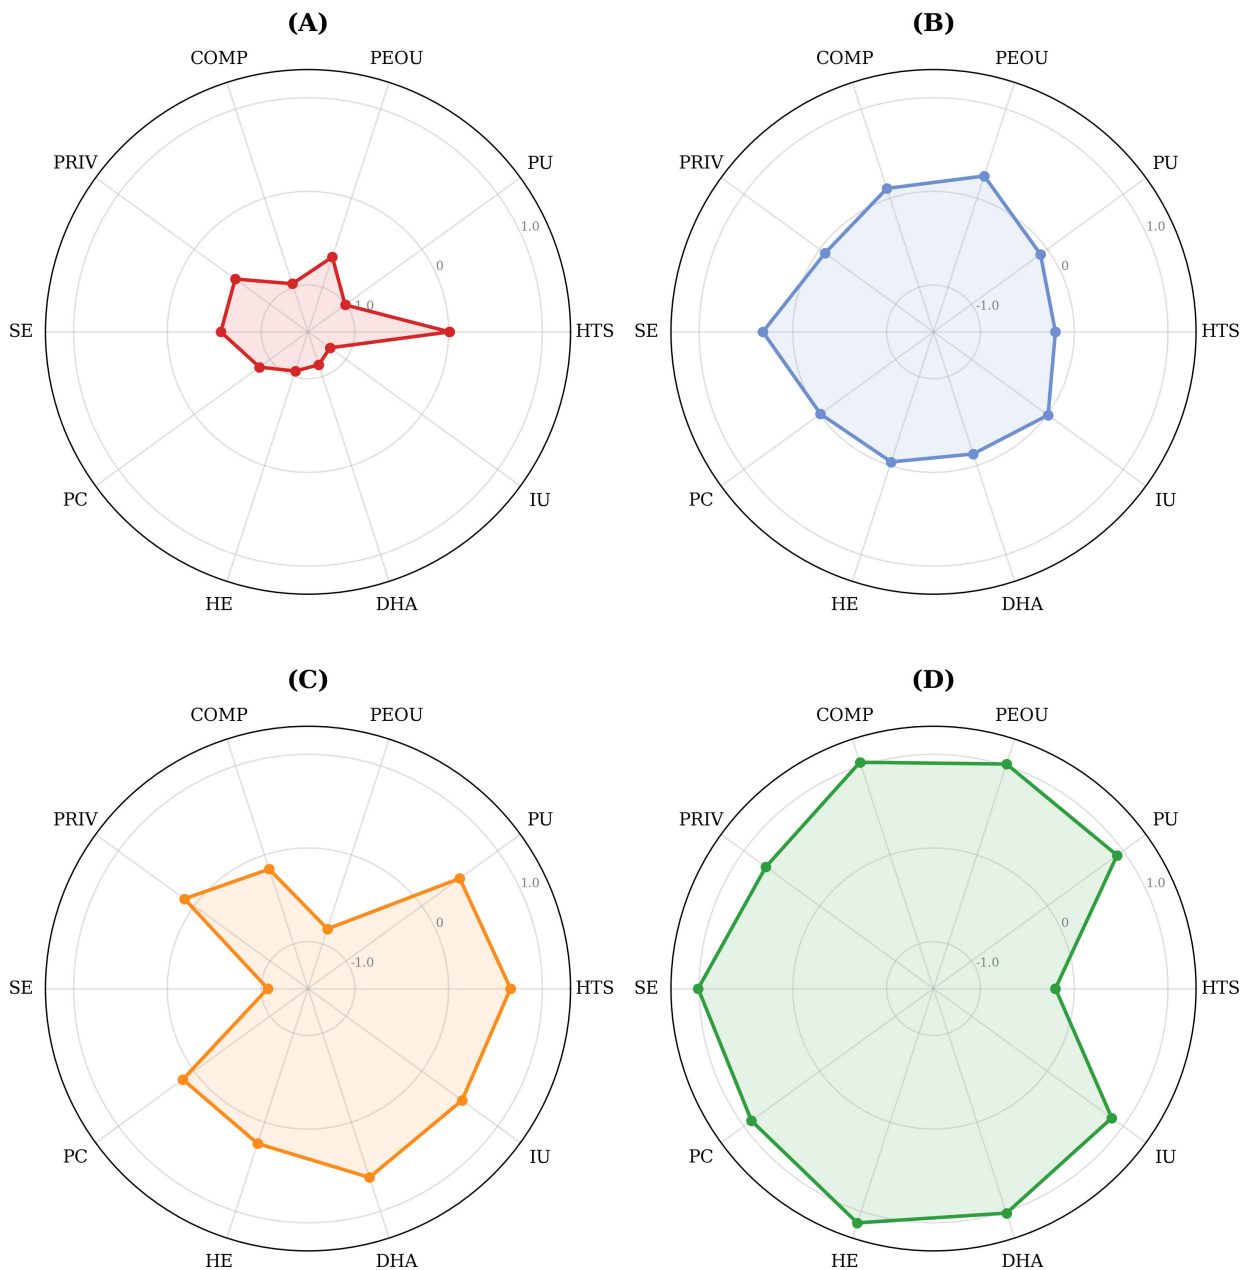 (A)
COMP
PEOU
PRIV
PU
1.0
0
-1.0
SE
HTS
PC
IU
HE
DHA
(B)
COMP
PEOU
PRIV
PU
1.0
0
-1.0
SE
HTS
PC
IU
HE
DHA
(C)
COMP
PEOU
PRIV
PU
1.0
0
-1.0
SE
HTS
PC
IU
HE
DHA
(D)
COMP
PEOU
PRIV
PU
1.0
0
-1.0
SE
HTS
PC
IU
HE
DHA